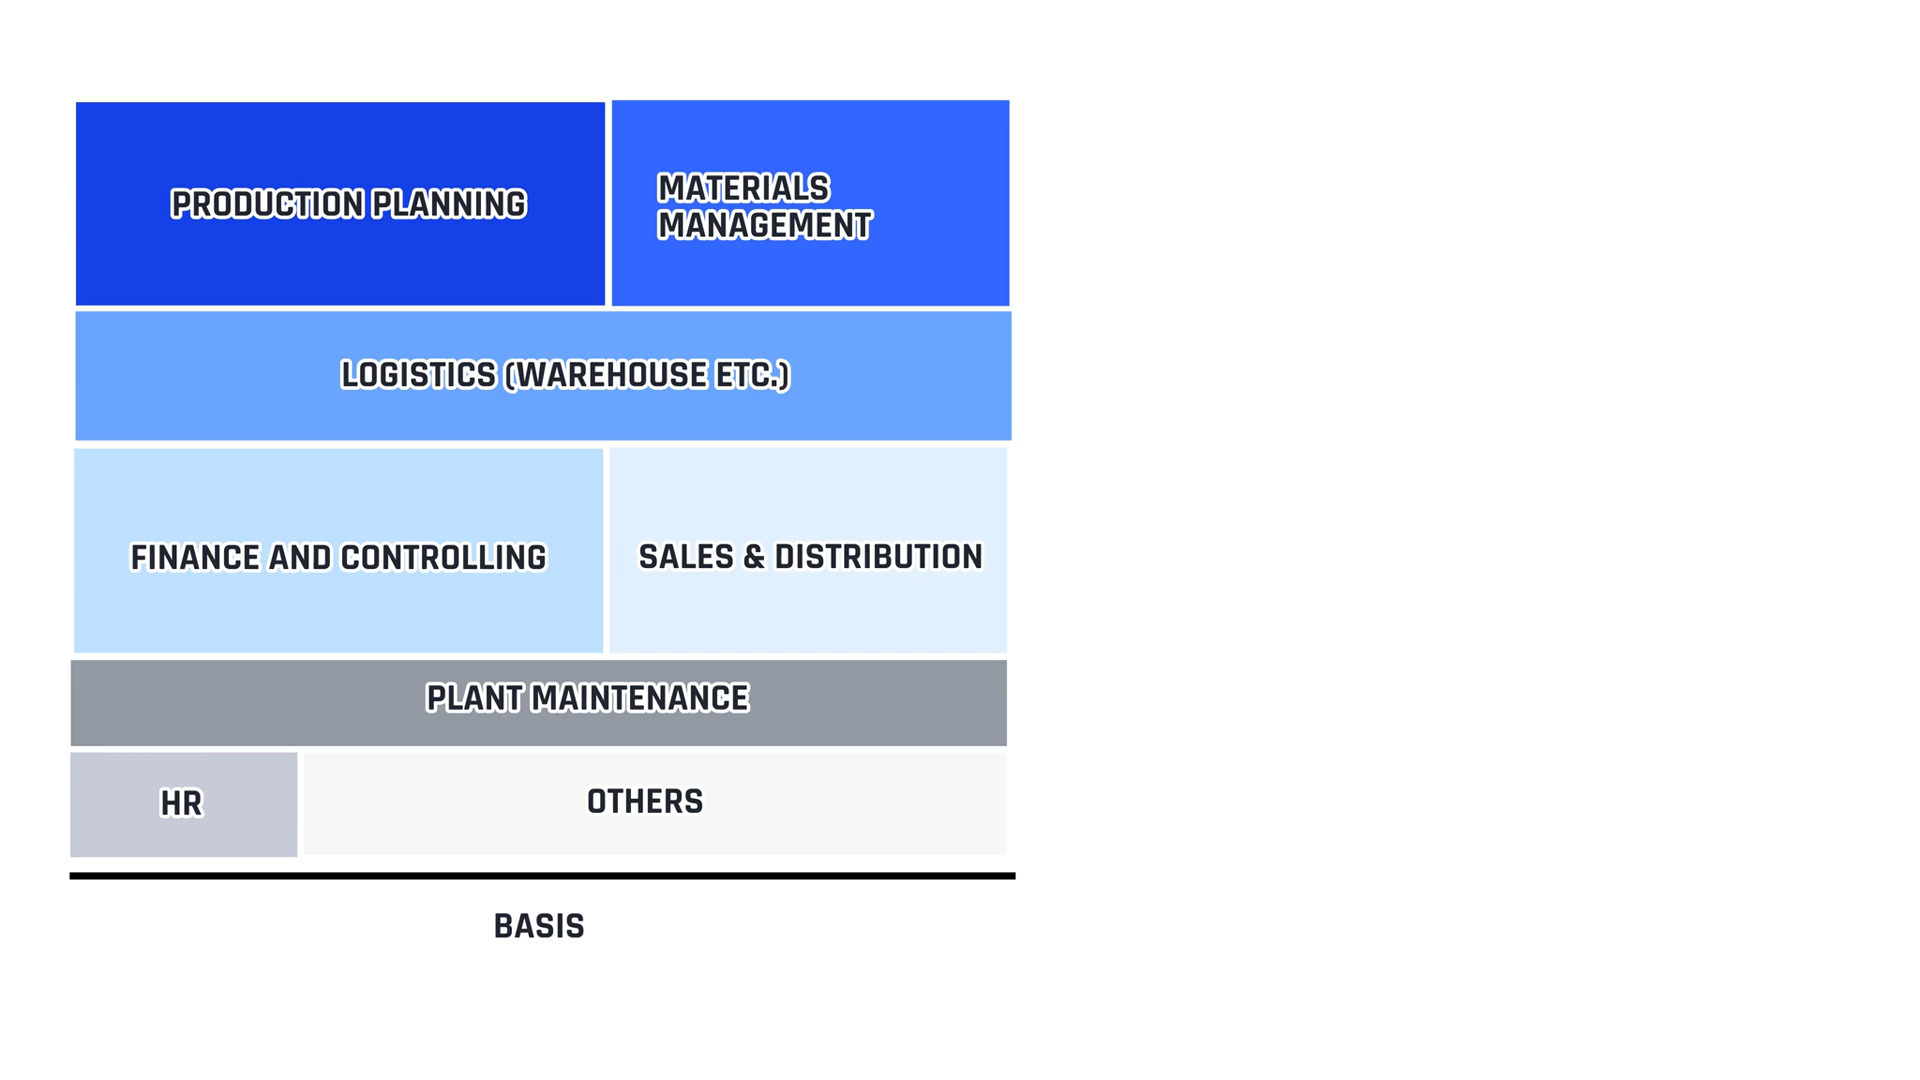 PRODUCTION PLANNING
MATERIALS
MANAGEMENT
LOGISTICS (WAREHOUSE ETC.)
FINANCE AND CONTROLLING
SALES & DISTRIBUTION
PLANT MAINTENANCE
HR
OTHERS
BASIS